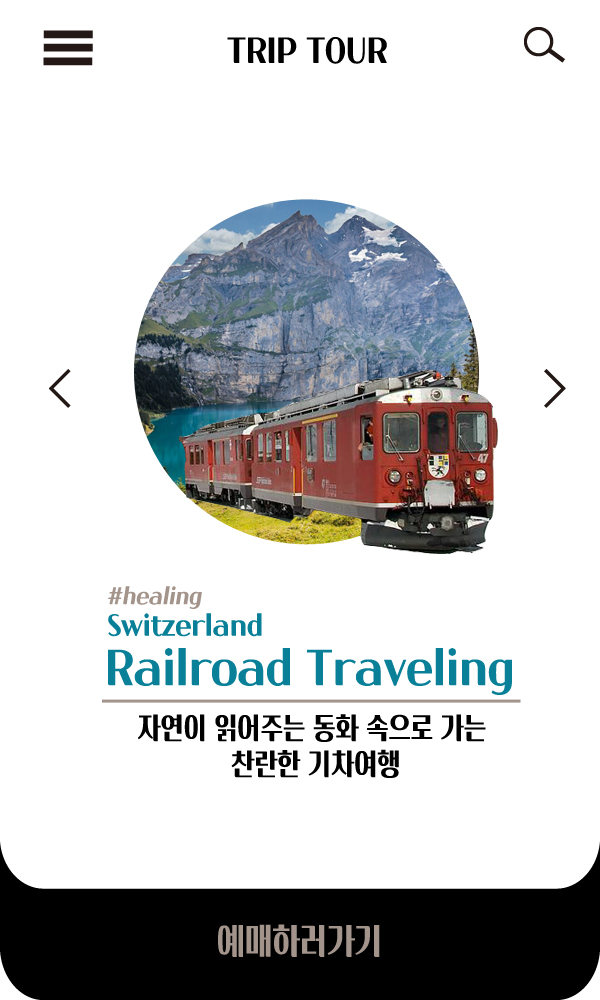 TRIP TOUR
47
#healing
Switzerland
Railroad Traveling
자연이 읽어주는 동화 속으로 가는
찬란한 기차여행
예매하러가기